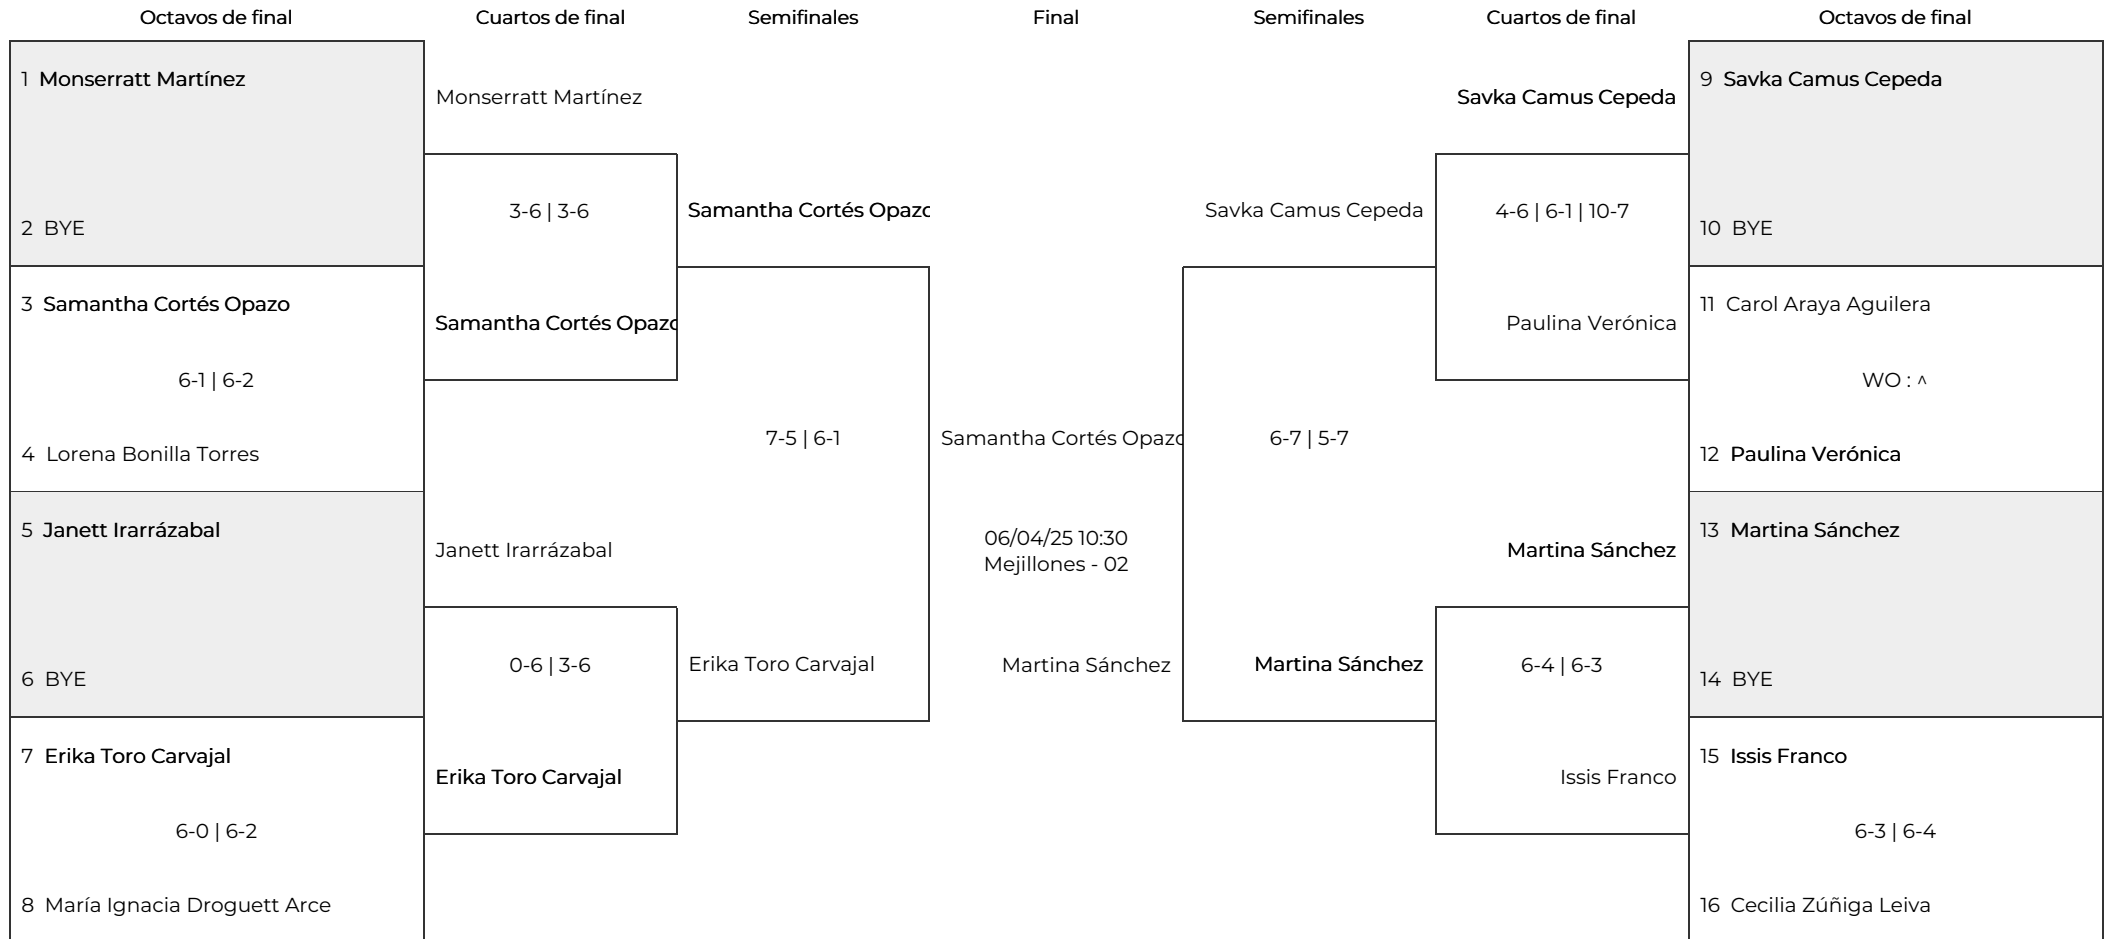 Octavos de final
Cuartos de final
Semifinales
Final
Semifinales
Cuartos de final
Octavos de final
1 Monserratt Martínez
2 BYE
3 Samantha Cortés Opazo
6-1 | 6-2
4 Lorena Bonilla Torres
5 Janett Irarrázabal
6 BYE
7 Erika Toro Carvajal
6-0 | 6-2
8 María Ignacia Droguett Arce
Monserratt Martínez
3-6 | 3-6
Samantha Cortés Opazo
Janett Irarrázabal
0-6 | 3-6
Erika Toro Carvajal
Samantha Cortés Opazo
7-5 | 6-1
Erika Toro Carvajal
Samantha Cortés Opazo
06/04/25 10:30
Mejillones - 02
Martina Sánchez
Savka Camus Cepeda
6-7 | 5-7
Martina Sánchez
Savka Camus Cepeda
4-6 | 6-1 | 10-7
Paulina Verónica
Martina Sánchez
6-4 | 6-3
Issis Franco
9 Savka Camus Cepeda
10 BYE
11 Carol Araya Aguilera
WO : ^
12 Paulina Verónica
13 Martina Sánchez
14 BYE
15 Issis Franco
6-3 | 6-4
16 Cecilia Zúñiga Leiva